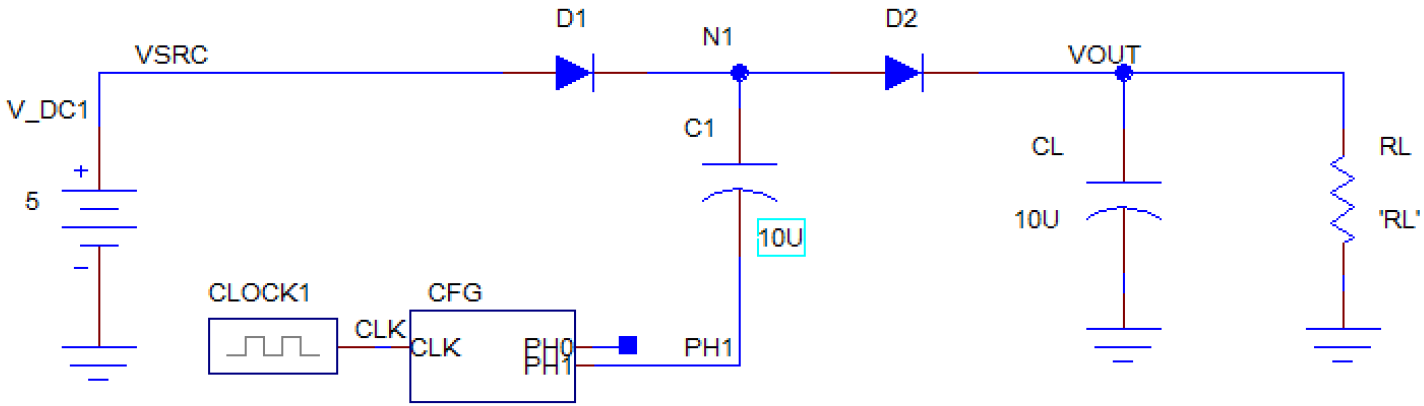 D1
D2
N1
VSRC
VOUT
V_DC1
C1
CL
RL
5
10U
10U
'RL'
CLOCK1
CFG
CLK
CLK
PH0
PH1
PH1
+
−